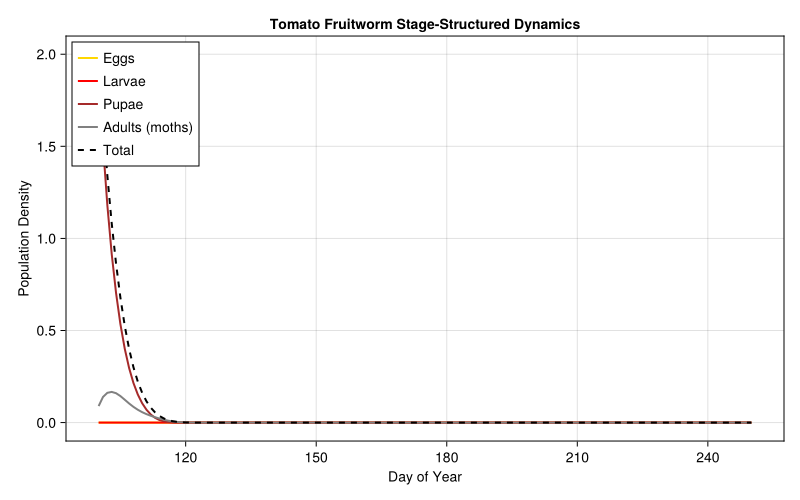 Tomato Fruitworm Stage-Structured Dynamics
Eggs
Larvae
Pupae
Adults (moths)
Total
Population Density
2.0
1.5
1.0
0.5
0.0
120
150
180
210
240
Day of Year